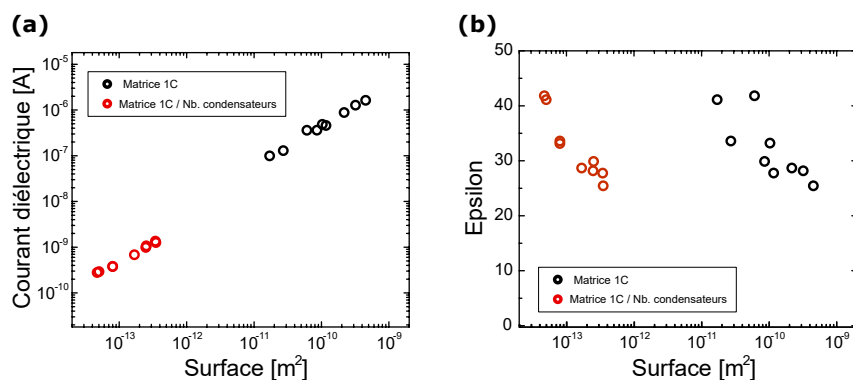 (a)
Courant diélectrique [A]
10-5
10-6
10-7
10-8
10-9
10-10
Matrice 1C
Matrice 1C / Nb. condensateurs
10-13
10-12
10-11
10-10
10-9
Surface [m2]
(b)
Epsilon
50
40
30
20
10
0
Matrice 1C
Matrice 1C / Nb. condensateurs
10-13
10-12
10-11
10-10
10-9
Surface [m2]